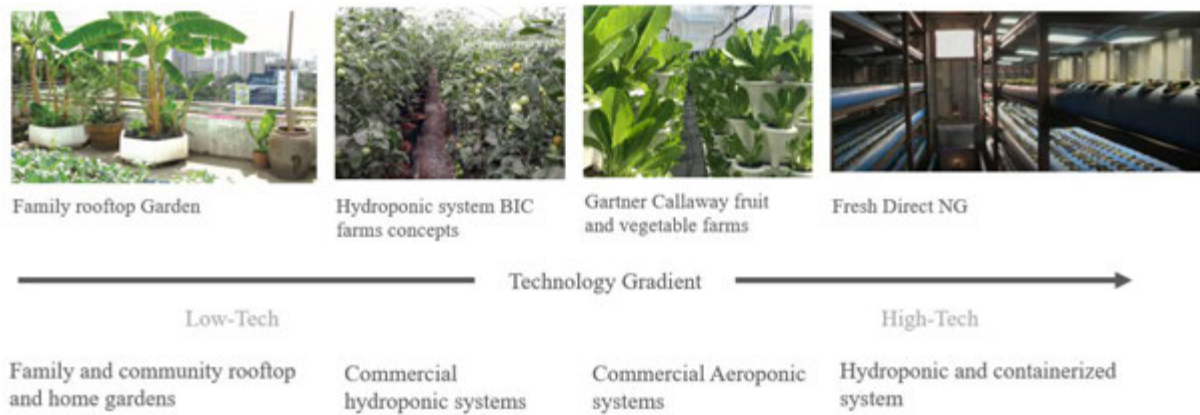 Family rooftop Garden
Hydroponic system BIC
farms concepts
Gartner Callaway fruit
and vegetable farms
Fresh Direct NG
Technology Gradient
Low-Tech
High-Tech
Family and community rooftop
and home gardens
Commercial
hydroponic systems
Commercial Aeroponic
systems
Hydroponic and containerized
system